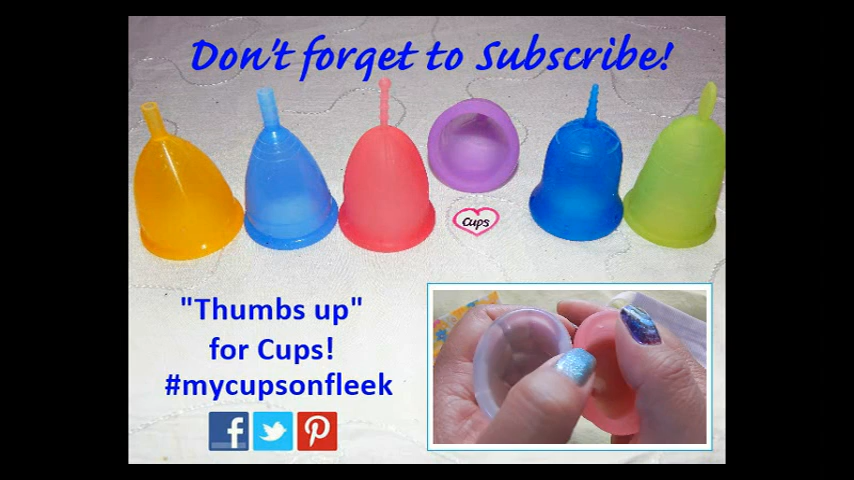 Don't forget to Subscribe!
cups
"Thumbs up"
for Cups!
#mycupsonfleek